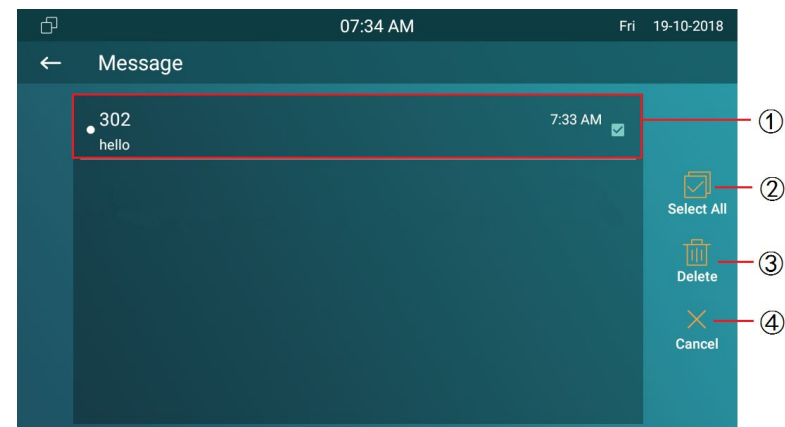 07:34 AM
Fri 19-10-2018
Message
302
7:33 AM
hello
①
Select All
②
Delete
③
Cancel
④